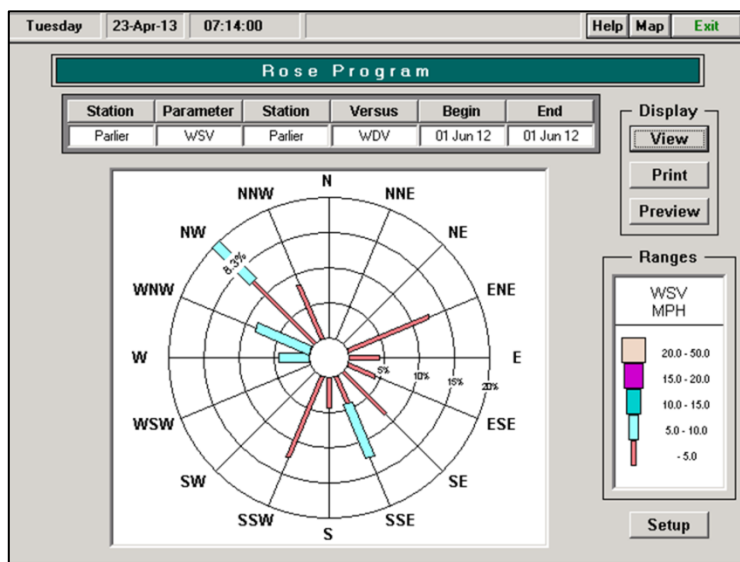 Tuesday 23-Apr-13 07:14:00 Help Map Exit
Rose Program
Station Parameter Station Versus Begin End
Parlier WSV Parlier WDV 01 Jun 12 01 Jun 12
Display
View
Print
Preview
N
NNW NNE
NW NE
8.3%
WNW ENE
W E
5% 10% 15% 20%
WSW ESE
SW SE
SSW SSE
S
Ranges
WSV
MPH
20.0 - 50.0
15.0 - 20.0
10.0 - 15.0
5.0 - 10.0
- 5.0
Setup